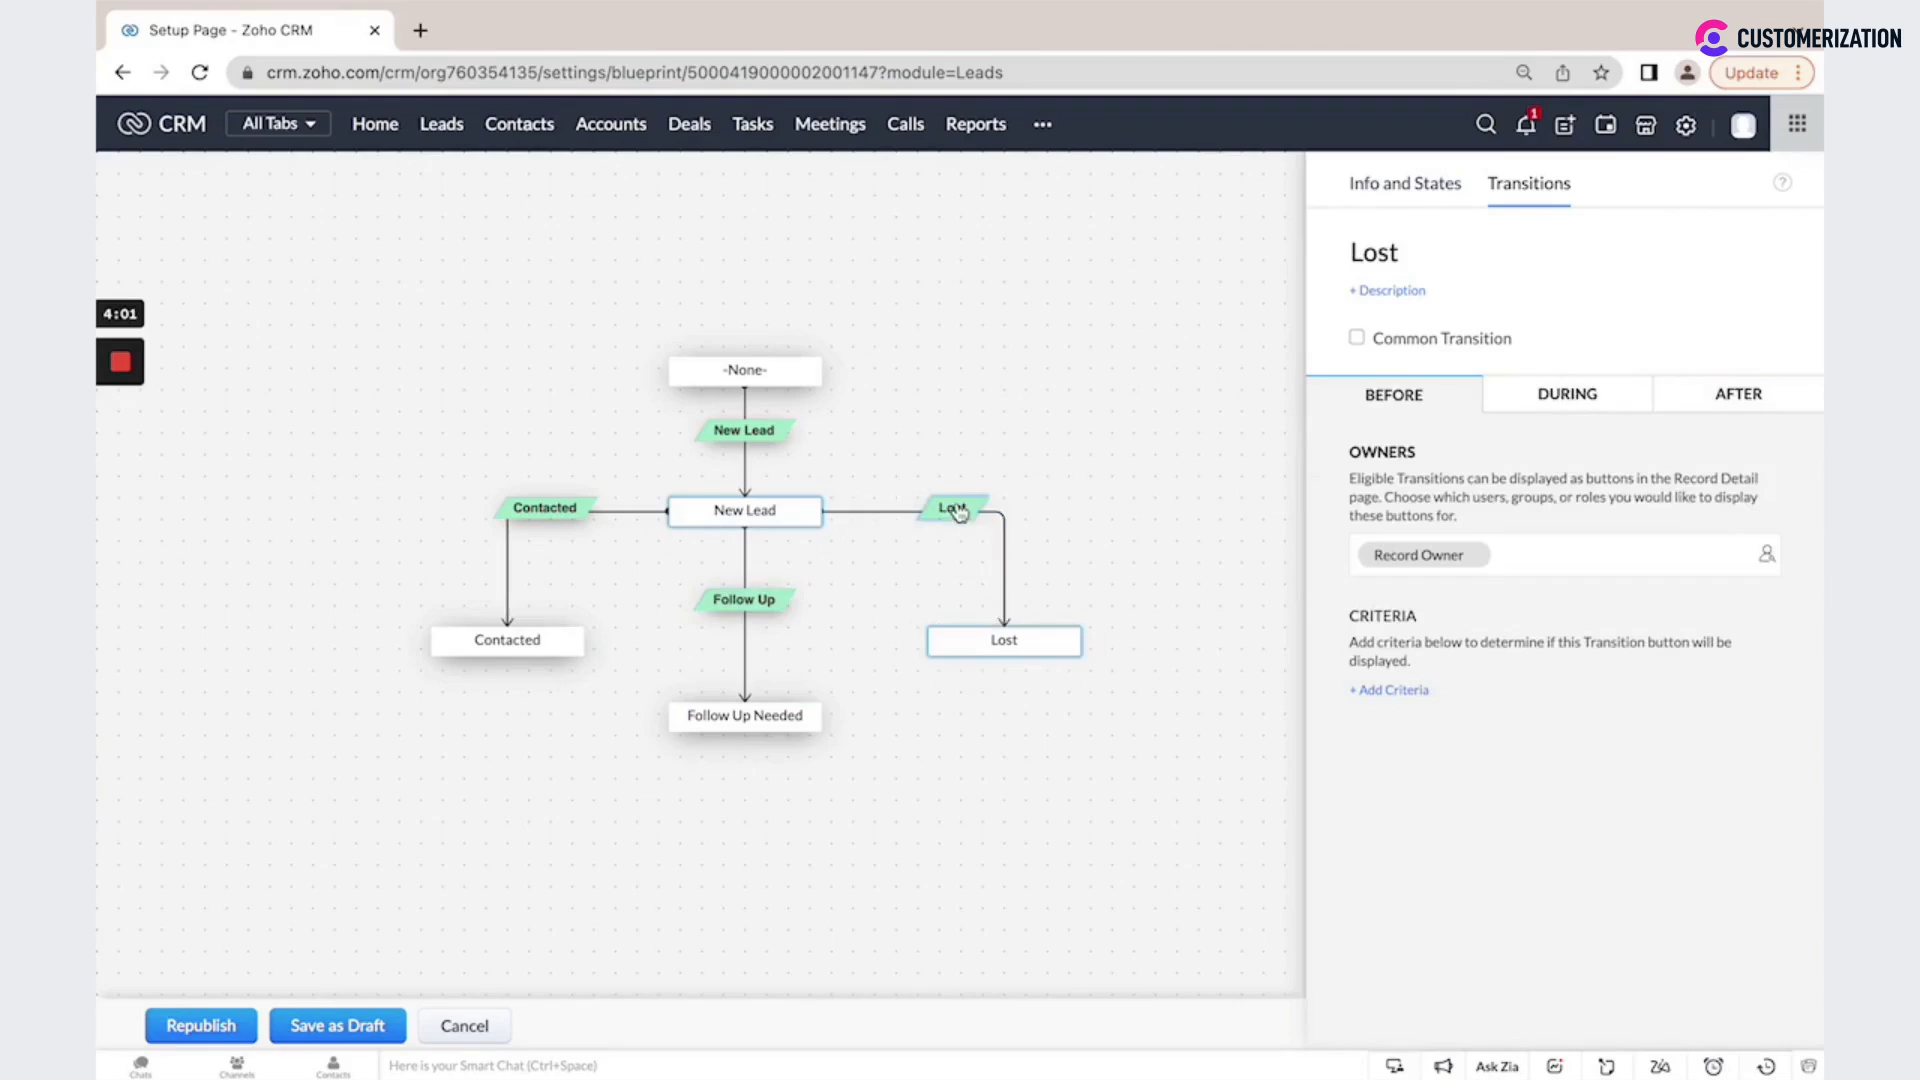 Setup Page - Zoho CRM
CUSTOMERIZATION
crm.zoho.com/crm/org760354135/settings/blueprint/5000419000002001147?module=Leads
Update
CRM
All Tabs
Home
Leads
Contacts
Accounts
Deals
Tasks
Meetings
Calls
Reports
1
Info and States
Transitions
?
Lost
+ Description
4:01
Common Transition
-None-
BEFORE
DURING
AFTER
New Lead
OWNERS
Eligible Transitions can be displayed as buttons in the Record Detail
page. Choose which users, groups, or roles you would like to display
these buttons for.
Contacted
New Lead
Lost
Record Owner
Follow Up
CRITERIA
Add criteria below to determine if this Transition button will be
displayed.
Contacted
Lost
+ Add Criteria
Follow Up Needed
Republish
Save as Draft
Cancel
Chats
Channels
Contacts
Here is your Smart Chat (Ctrl+Space)
Ask Zia